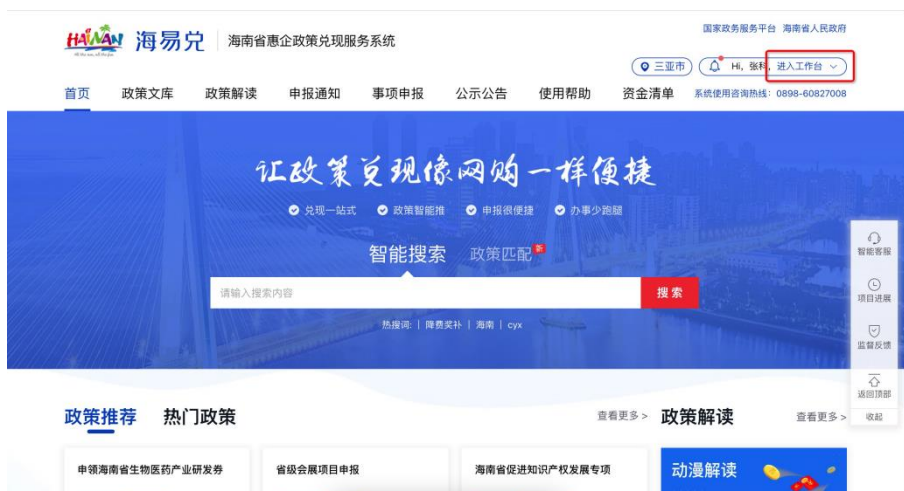 国家政务服务平台 海南省人民政府
HAINAN 海易兑 海南省惠企政策兑现服务系统
三亚市 Hi, 张科, 进入工作台
首页 政策文库 政策解读 申报通知 事项申报 公示公告 使用帮助 资金清单 系统使用咨询热线：0898-60827008
让政策兑现像网购一样便捷
兑现一站式 政策智能推 申报很便捷 办事少跑腿
智能搜索 政策匹配 新
请输入搜索内容 搜索
热搜词: | 降费奖补 | 海南 | cyx
智能客服
项目进展
监督反馈
返回顶部
收起
政策推荐 热门政策 查看更多 > 政策解读 查看更多 >
申领海南省生物医药产业研发券 省级会展项目申报 海南省促进知识产权发展专项 动漫解读